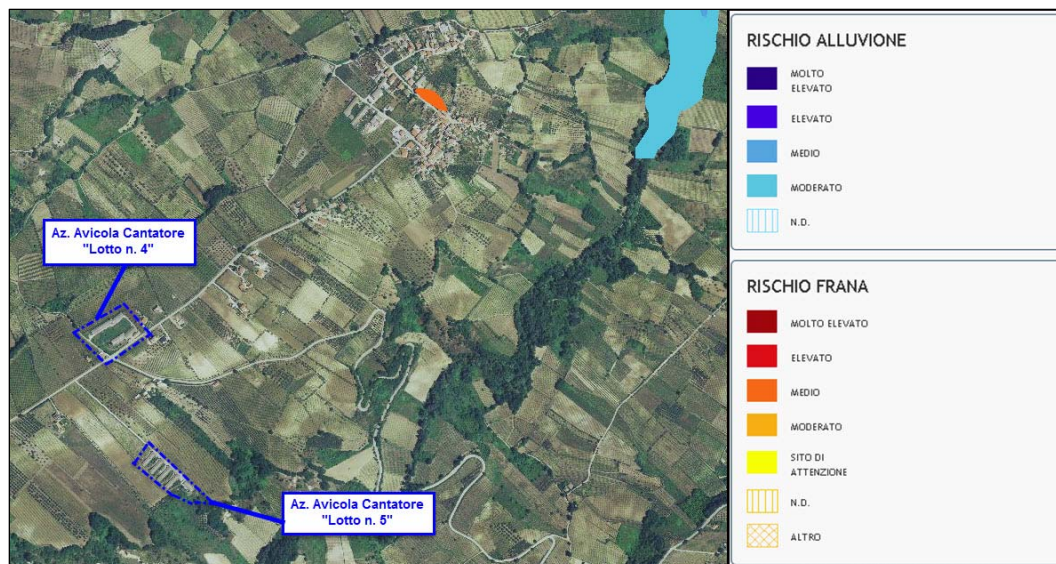 Az. Avicola Cantatore
"Lotto n. 4"
Az. Avicola Cantatore
"Lotto n. 5"
RISCHIO ALLUVIONE
MOLTO
ELEVATO
ELEVATO
MEDIO
MODERATO
N.D.
RISCHIO FRANA
MOLTO ELEVATO
ELEVATO
MEDIO
MODERATO
SITO DI
ATTENZIONE
N.D.
ALTRO